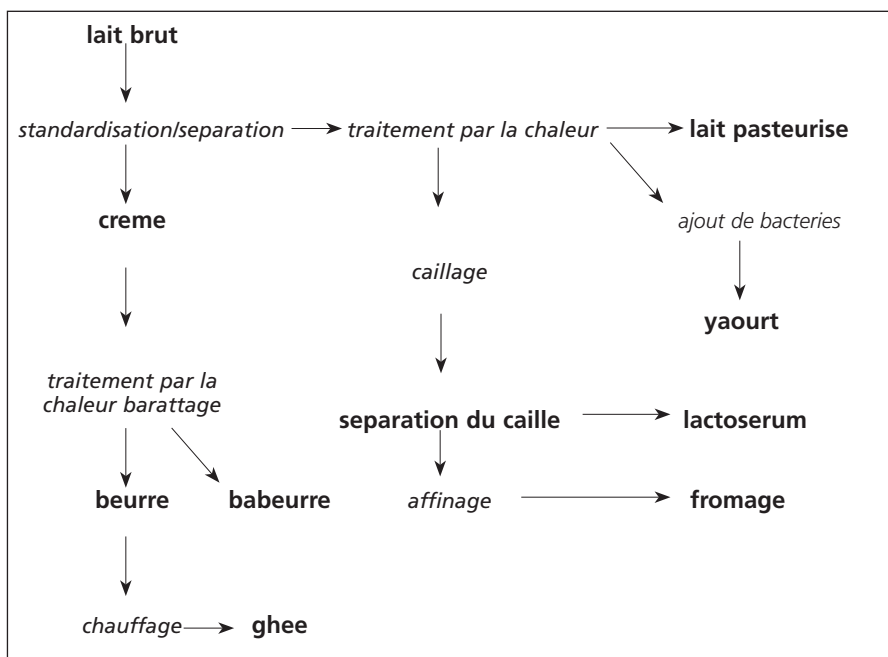 lait brut
standardisation/separation
traitement par la chaleur
lait pasteurise
creme
ajout de bacteries
caillage
yaourt
traitement par la
chaleur barattage
separation du caille
lactoserum
beurre
babeurre
affinage
fromage
chauffage
ghee